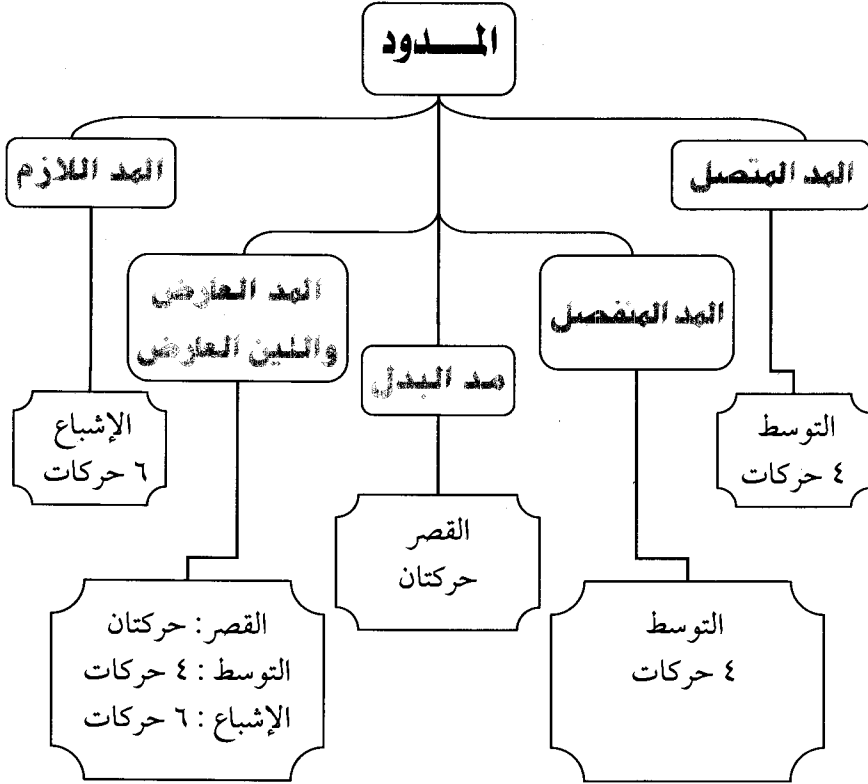 المدود
المد المتصل
المد اللازم
المد المنفصل
المد العارض
واللين العارض
مد البدل
التوسط
٤ حركات
الإشباع
٦ حركات
القصر
حركتان
التوسط
٤ حركات
القصر : حركتان
التوسط : ٤ حركات
الإشباع : ٦ حركات